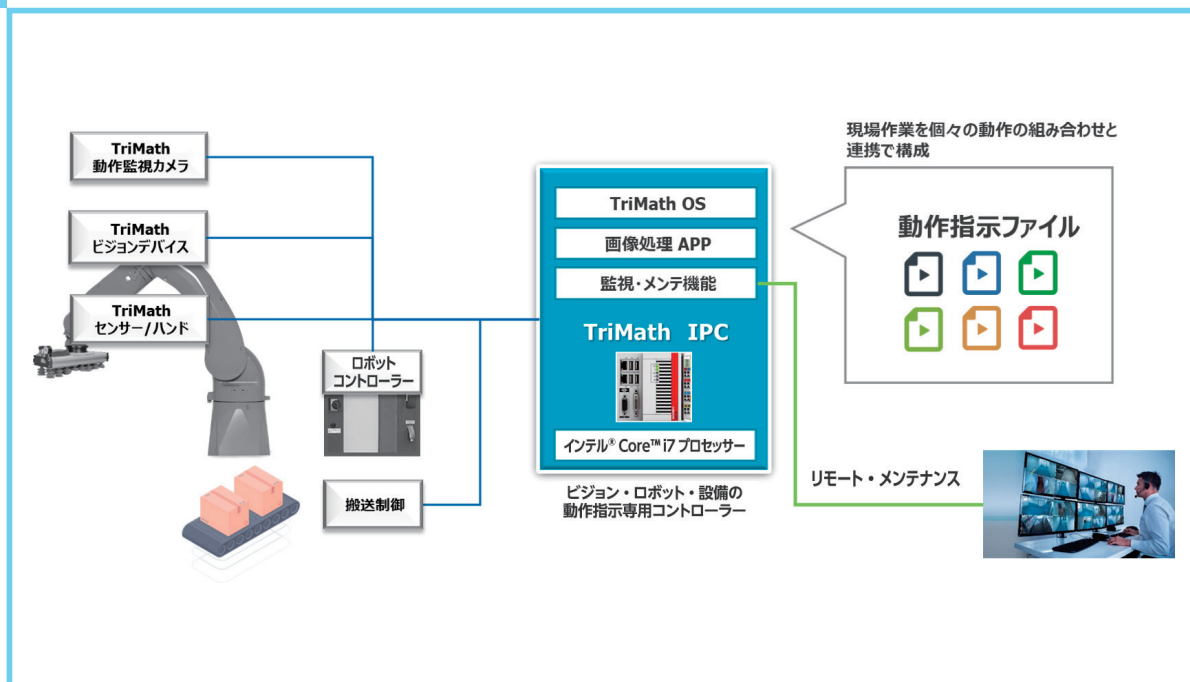 TriMath
動作監視カメラ
TriMath
ビジョンデバイス
TriMath
センサー/ハンド
ロボット
コントローラー
搬送制御
TriMath OS
画像処理 APP
監視・メンテ機能
TriMath IPC
インテル® Core™ i7 プロセッサー
ビジョン・ロボット・設備の
動作指示専用コントローラー
現場作業を個々の動作の組み合わせと
連携で構成
動作指示ファイル
リモート・メンテナンス